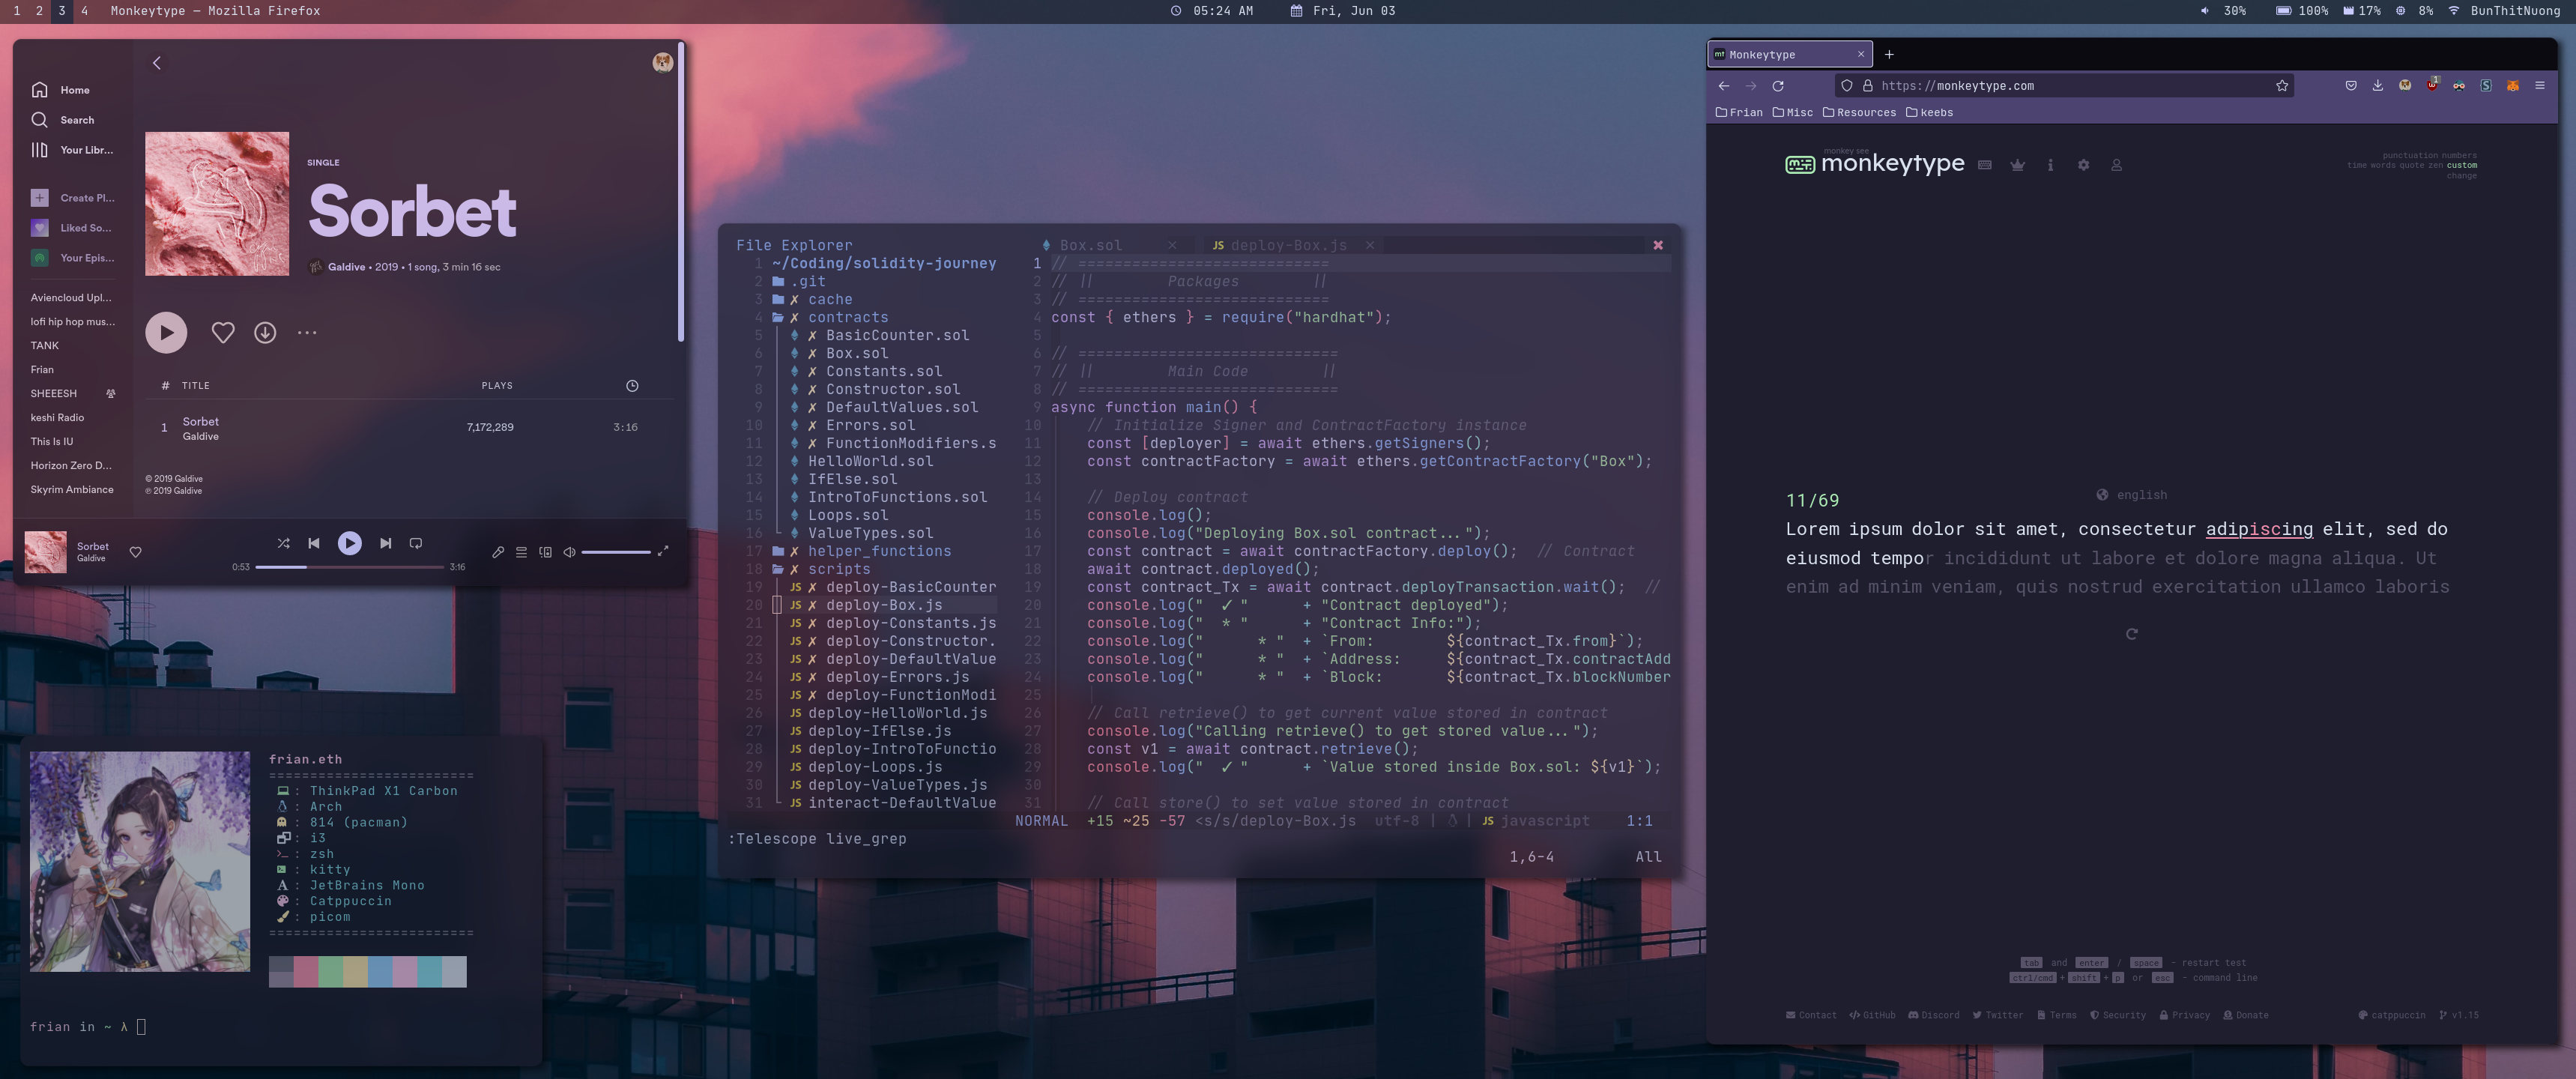 1 2 3 4 Monkeytype — Mozilla Firefox
05:24 AM Fri, Jun 03
30% 100% 17% 8% BunThitNuong
Home
Search
Your Libr...
Create Pl...
Liked So...
Your Epis...
Aviencloud Upl...
lofi hip hop mus...
TANK
Frian
SHEEESH
keshi Radio
This Is IU
Horizon Zero D...
Skyrim Ambiance
SINGLE
Sorbet
Galdive • 2019 • 1 song, 3 min 16 sec
# TITLE PLAYS
1 Sorbet 7,172,289 3:16
Galdive
© 2019 Galdive
℗ 2019 Galdive
Sorbet
Galdive
0:53 3:16
frian.eth
=========================
: ThinkPad X1 Carbon
: Arch
: 814 (pacman)
: i3
: zsh
: kitty
: JetBrains Mono
: Catppuccin
: picom
=========================
frian in ~ λ
File Explorer
1 ~/Coding/solidity-journey
2 .git
3 ✗ cache
4 ✗ contracts
5 ✗ BasicCounter.sol
6 ✗ Box.sol
7 ✗ Constants.sol
8 ✗ Constructor.sol
9 ✗ DefaultValues.sol
10 ✗ Errors.sol
11 ✗ FunctionModifiers.s
12 HelloWorld.sol
13 IfElse.sol
14 IntroToFunctions.sol
15 Loops.sol
16 ValueTypes.sol
17 ✗ helper_functions
18 ✗ scripts
19 JS ✗ deploy-BasicCounter
20 JS ✗ deploy-Box.js
21 JS ✗ deploy-Constants.js
22 JS ✗ deploy-Constructor.
23 JS ✗ deploy-DefaultValue
24 JS ✗ deploy-Errors.js
25 JS ✗ deploy-FunctionModi
26 JS deploy-HelloWorld.js
27 JS deploy-IfElse.js
28 JS deploy-IntroToFunctio
29 JS deploy-Loops.js
30 JS deploy-ValueTypes.js
31 JS interact-DefaultValue
Box.sol × JS deploy-Box.js ×
1 // ============================
2 // ||        Packages        ||
3 // ============================
4 const { ethers } = require("hardhat");
5
6 // =============================
7 // ||        Main Code        ||
8 // =============================
9 async function main() {
10     // Initialize Signer and ContractFactory instance
11     const [deployer] = await ethers.getSigners();
12     const contractFactory = await ethers.getContractFactory("Box");
13
14     // Deploy contract
15     console.log();
16     console.log("Deploying Box.sol contract...");
17     const contract = await contractFactory.deploy();  // Contract
18     await contract.deployed();
19     const contract_Tx = await contract.deployTransaction.wait();  //
20     console.log("  ✓ "      + "Contract deployed");
21     console.log("  * "      + "Contract Info:");
22     console.log("      * "  + `From:        ${contract_Tx.from}`);
23     console.log("      * "  + `Address:     ${contract_Tx.contractAdd
24     console.log("      * "  + `Block:       ${contract_Tx.blockNumber
25
26     // Call retrieve() to get current value stored in contract
27     console.log("Calling retrieve() to get stored value...");
28     const v1 = await contract.retrieve();
29     console.log("  ✓ "      + `Value stored inside Box.sol: ${v1}`);
30
31     // Call store() to set value stored in contract
NORMAL +15 ~25 -57 <s/s/deploy-Box.js utf-8 | | JS javascript 1:1
:Telescope live_grep
1,6-4 All
Monkeytype
https://monkeytype.com
Frian Misc Resources keebs
monkey see
monkeytype
punctuation numbers
time words quote zen custom
change
english
11/69
Lorem ipsum dolor sit amet, consectetur adipiscing elit, sed do
eiusmod tempor incididunt ut labore et dolore magna aliqua. Ut
enim ad minim veniam, quis nostrud exercitation ullamco laboris
tab and enter / space - restart test
ctrl/cmd + shift + p or esc - command line
Contact GitHub Discord Twitter Terms Security Privacy Donate catppuccin v1.15